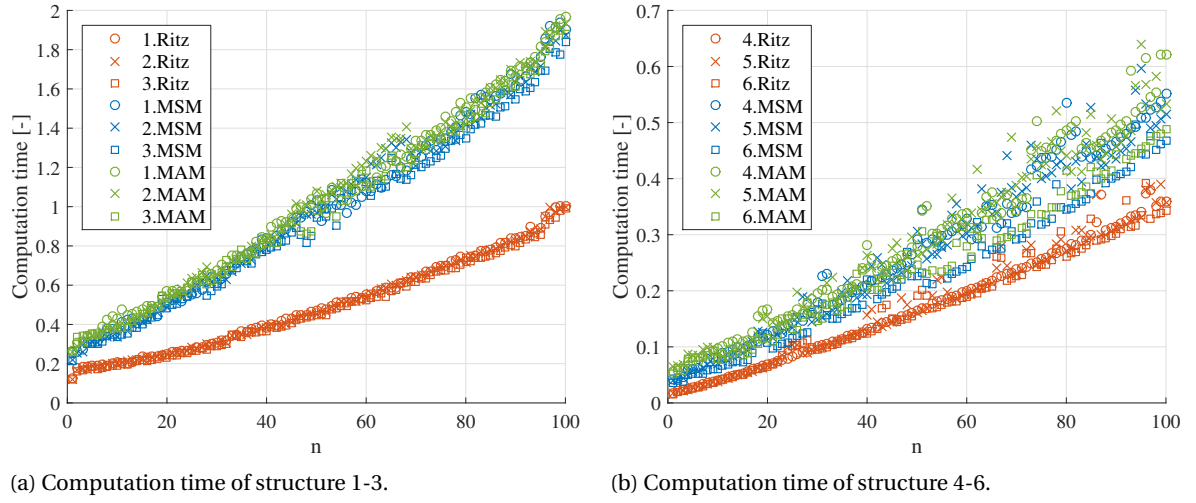 2
1.8
1.6
1.4
1.2
1
0.8
0.6
0.4
0.2
0
Computation time [-]
1.Ritz
2.Ritz
3.Ritz
1.MSM
2.MSM
3.MSM
1.MAM
2.MAM
3.MAM
0 20 40 60 80 100
n
(a) Computation time of structure 1-3.
0.7
0.6
0.5
0.4
0.3
0.2
0.1
0
Computation time [-]
4.Ritz
5.Ritz
6.Ritz
4.MSM
5.MSM
6.MSM
4.MAM
5.MAM
6.MAM
0 20 40 60 80 100
n
(b) Computation time of structure 4-6.